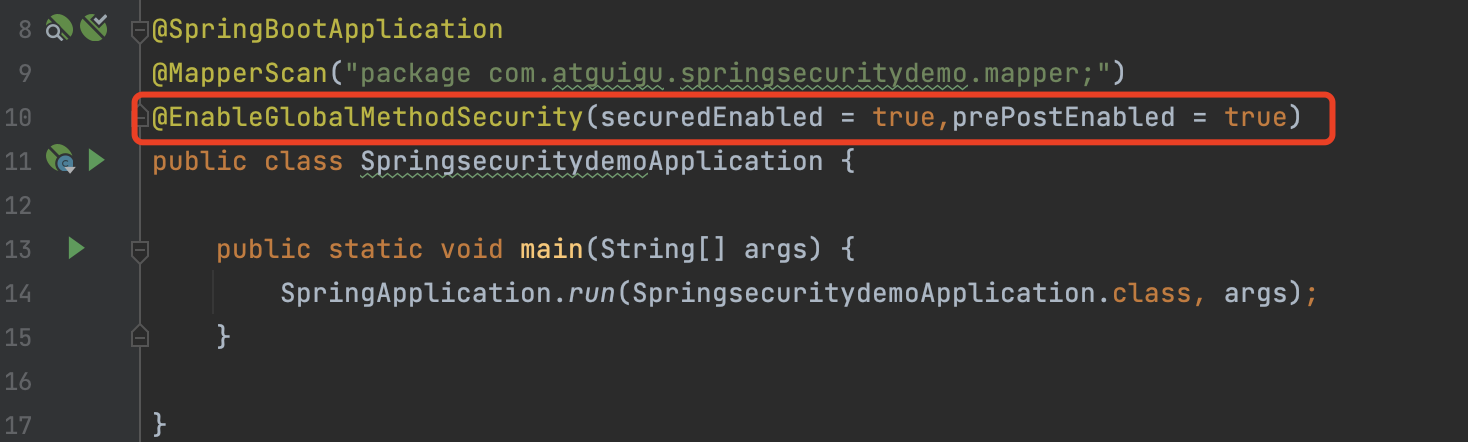 8 @SpringBootApplication
9 @MapperScan("package com.atguigu.springsecuritydemo.mapper;")
10 @EnableGlobalMethodSecurity(securedEnabled = true,prePostEnabled = true)
11 public class SpringsecuritydemoApplication {
12
13 public static void main(String[] args) {
14 SpringApplication.run(SpringsecuritydemoApplication.class, args);
15 }
16
17 }